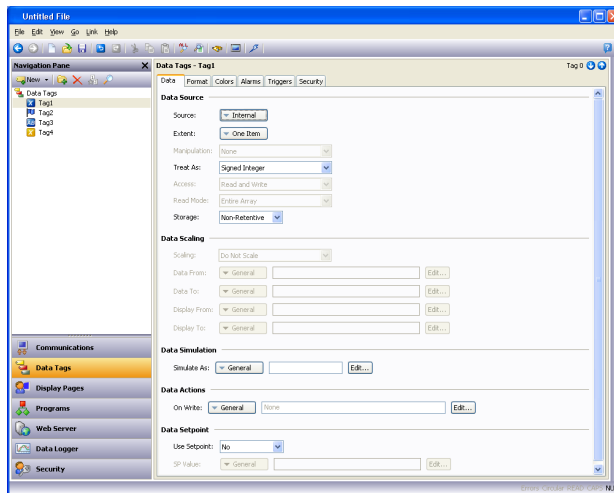 Untitled File
File Edit View Go Link Help
Navigation Pane
New
Data Tags
Tag1
Tag2
Tag3
Tag4
Communications
Data Tags
Display Pages
Programs
Web Server
Data Logger
Security
Data Tags - Tag1
Tag 0
Data Format Colors Alarms Triggers Security
Data Source
Source: Internal
Extent: One Item
Manipulation: None
Treat As: Signed Integer
Access: Read and Write
Read Mode: Entire Array
Storage: Non-Retentive
Data Scaling
Scaling: Do Not Scale
Data From: General Edit...
Data To: General Edit...
Display From: General Edit...
Display To: General Edit...
Data Simulation
Simulate As: General Edit...
Data Actions
On Write: General None Edit...
Data Setpoint
Use Setpoint: No
SP Value: General Edit...
Errors Circular READ CAPS NU